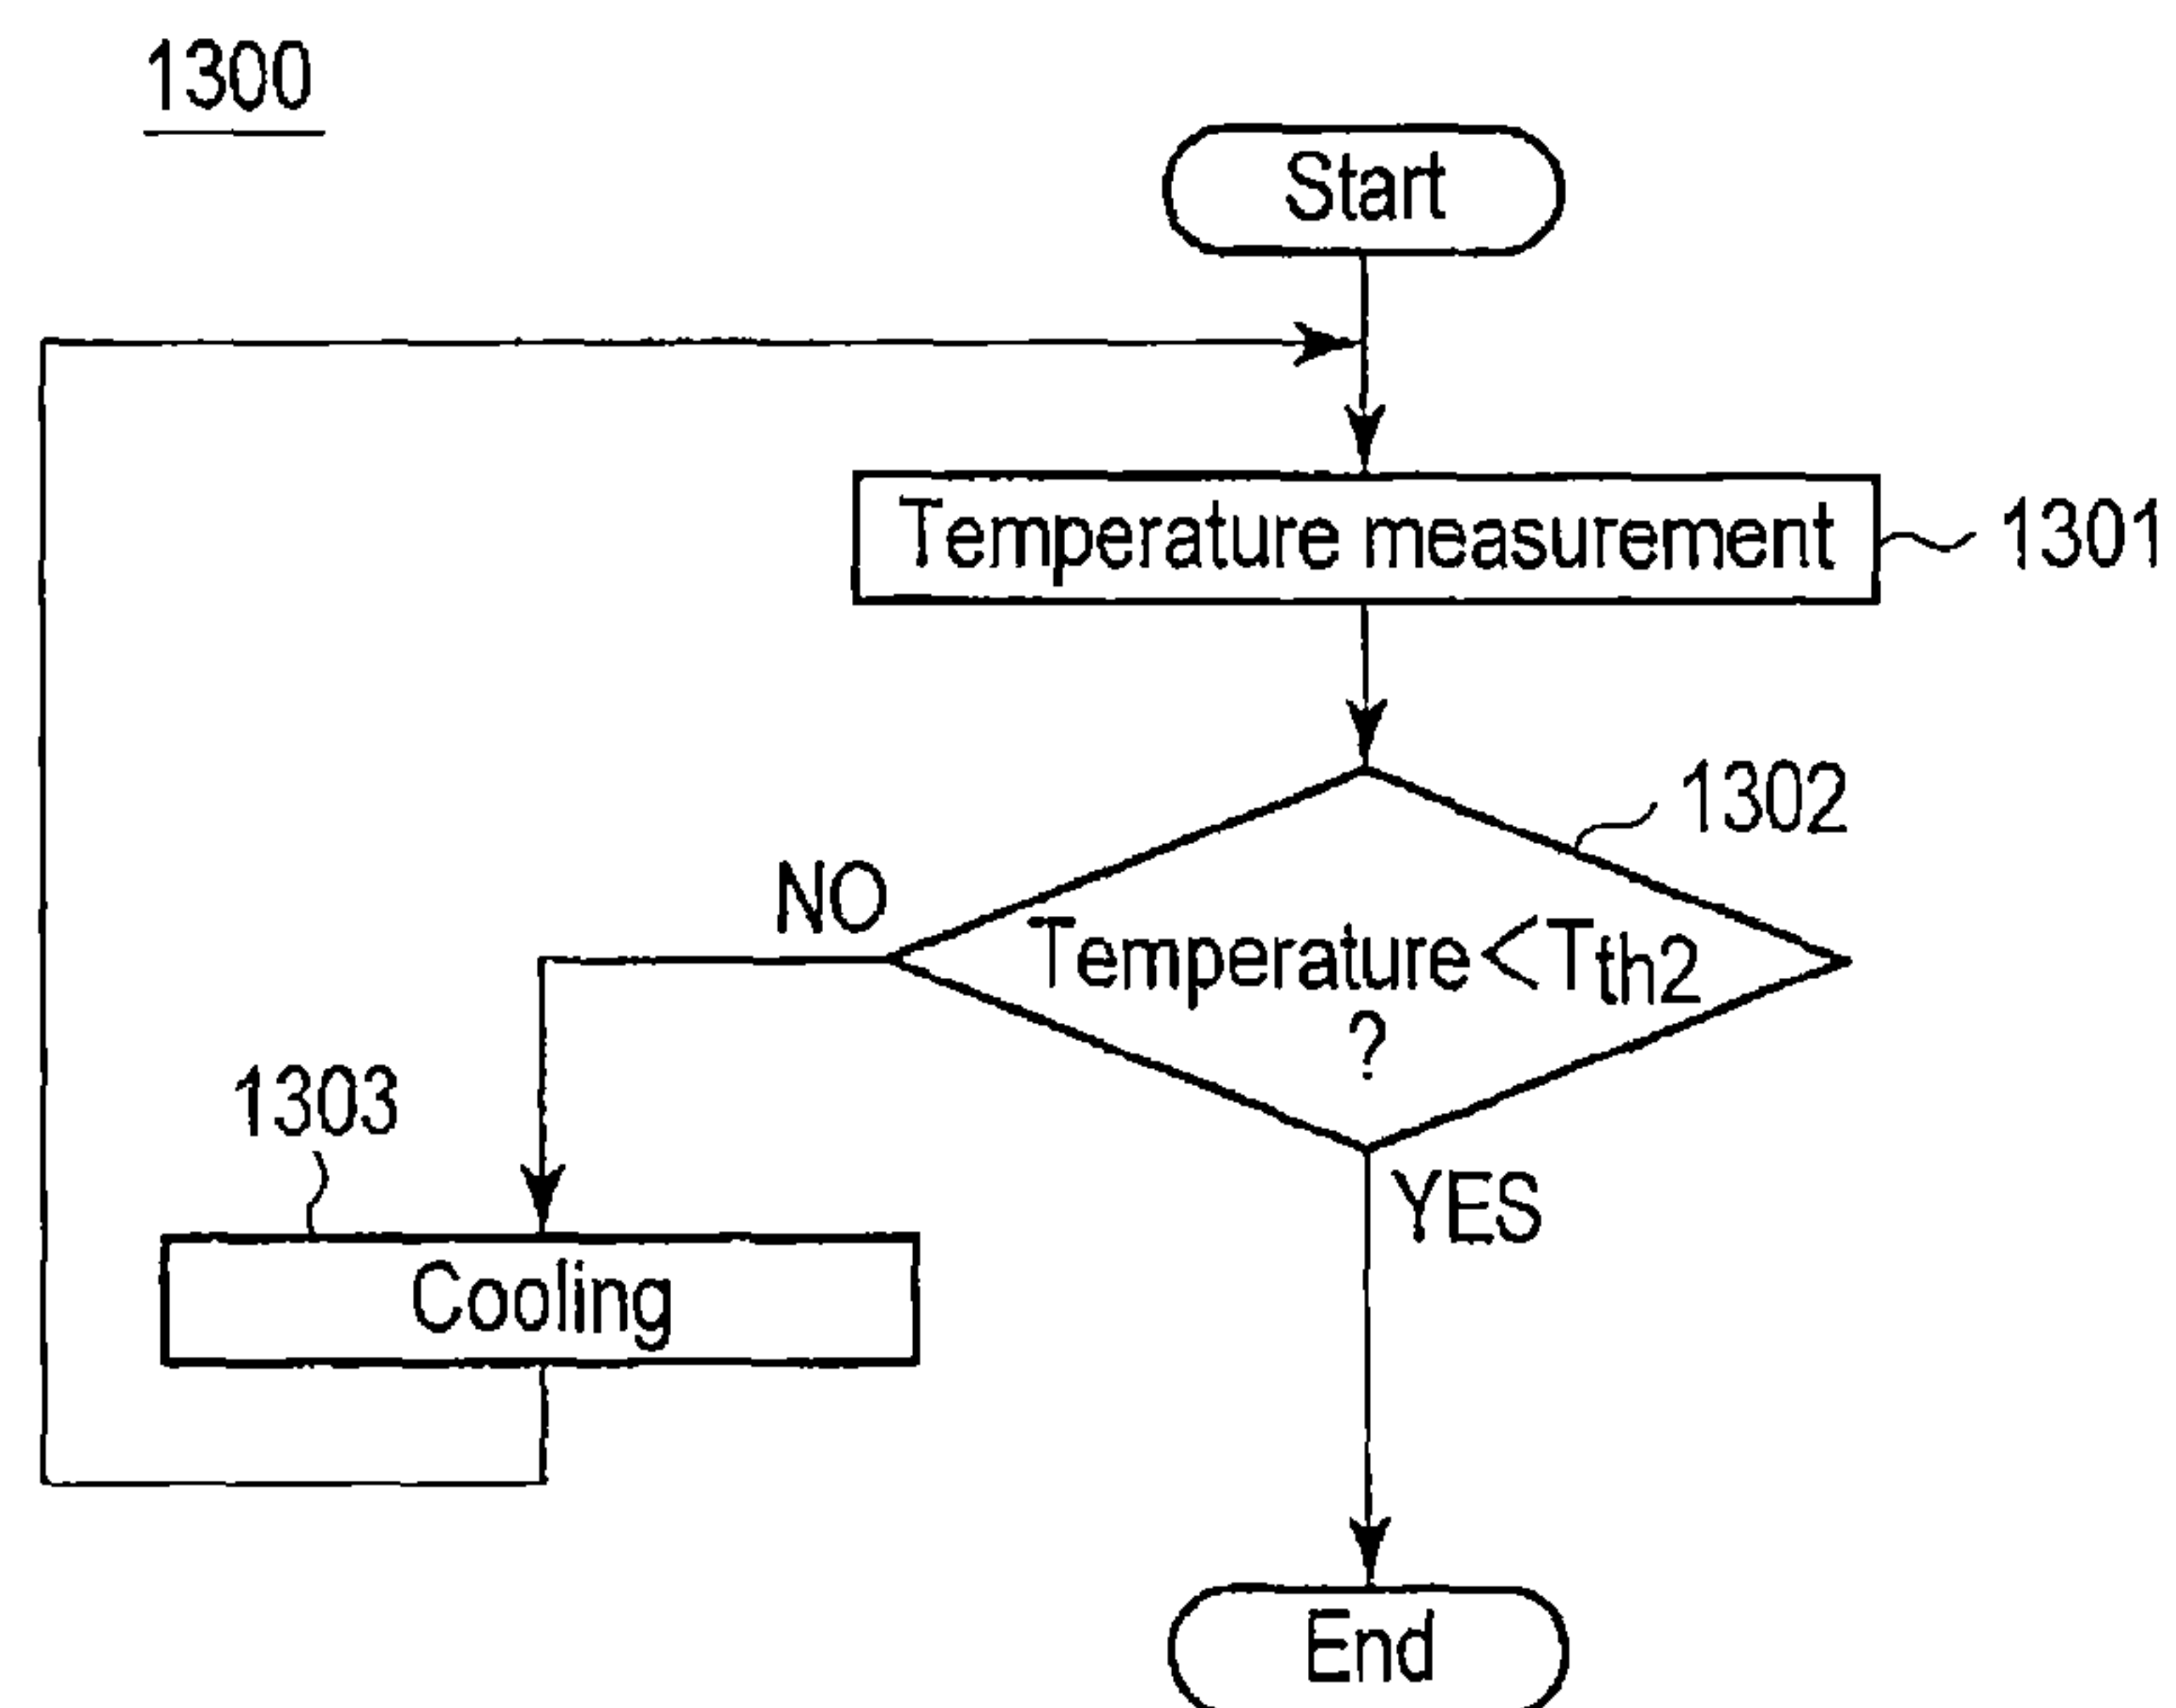 1300
Start
Temperature measurement
1301
1302
NO
Temperature<Tth2
?
YES
1303
Cooling
End